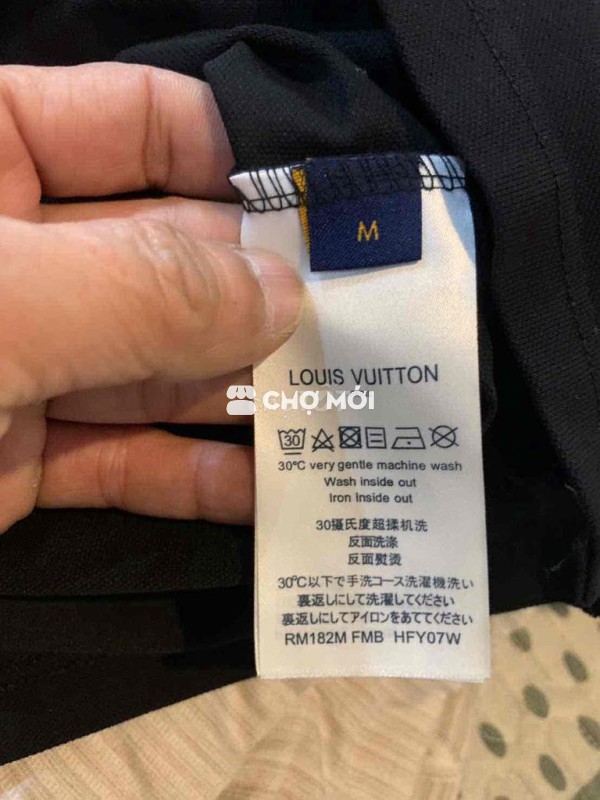 M
LOUIS VUITTON
CHỢ MỚI
30
30℃ very gentle machine wash
Wash inside out
Iron Inside out
30攝氏度超揉机洗
反面洗涤
反面熨烫
30℃以下で手洗コース洗濯機洗い
裏返しにして洗濯してください
裏返しにしてアイロンをあててください
RM182M FMB HFY07W